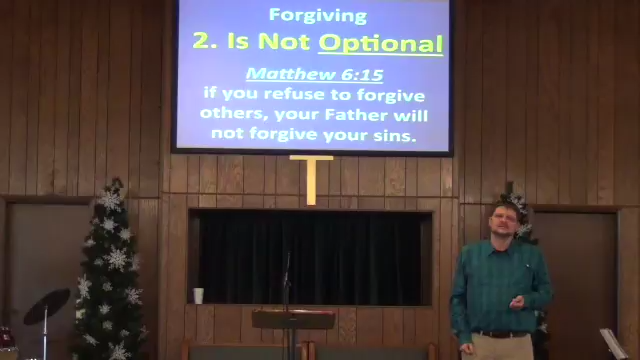 Forgiving
2. Is Not Optional
Matthew 6:15
if you refuse to forgive
others, your Father will
not forgive your sins.